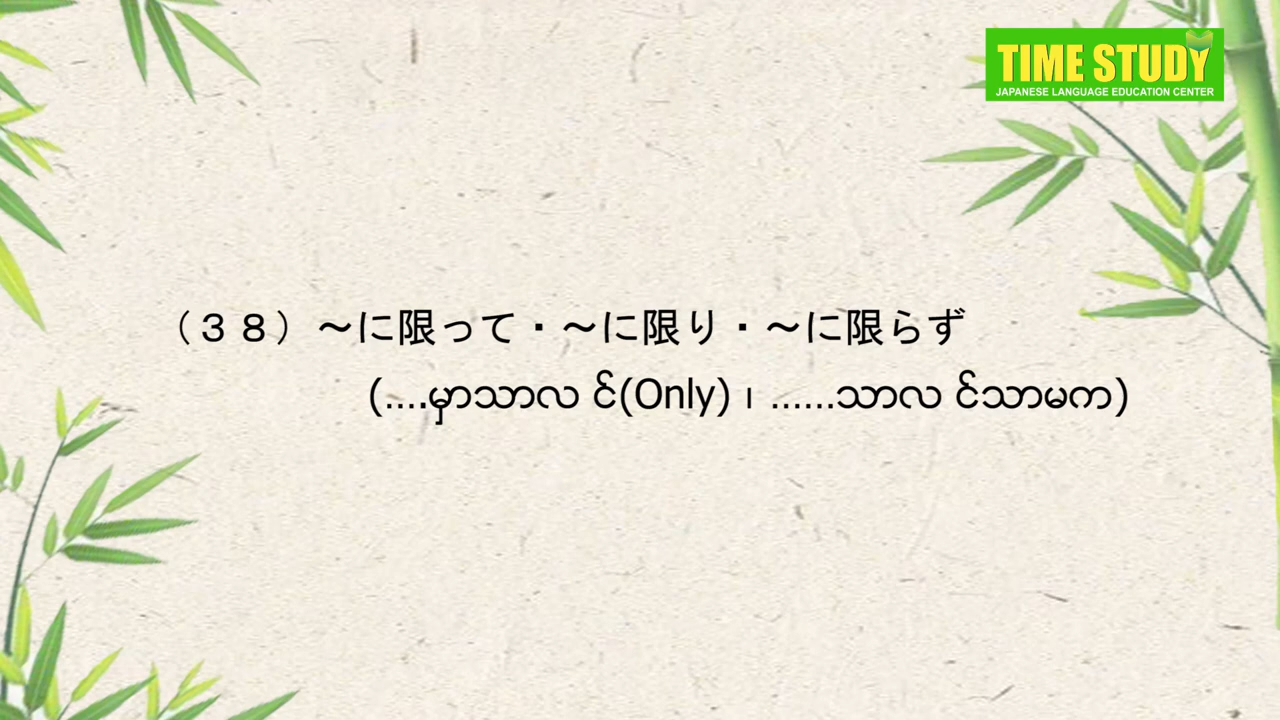 TIME STUDY
JAPANESE LANGUAGE EDUCATION CENTER
（３８）～に限って・～に限り・～に限らず
(....မှာသာလ င်(Only)၊ ......သာလ င်သာမက)